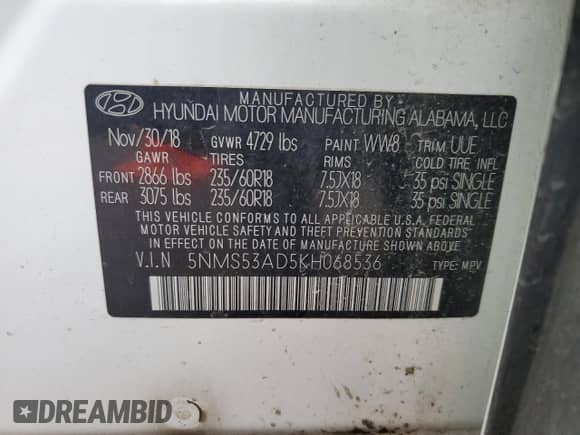 MANUFACTURED BY
HYUNDAI MOTOR MANUFACTURING ALABAMA, LLC
Nov/30/18 GVWR 4729 lbs PAINT WW8 TRIM UUE
GAWR TIRES RIMS COLD TIRE INFL
FRONT 2866 lbs 235/60R18 7.5JX18 35 psi SINGLE
REAR 3075 lbs 235/60R18 7.5JX18 35 psi SINGLE
THIS VEHICLE CONFORMS TO ALL APPLICABLE U.S.A. FEDERAL
MOTOR VEHICLE SAFETY AND THEFT PREVENTION STANDARDS
IN EFFECT ON THE DATE OF MANUFACTURE SHOWN ABOVE.
V.I.N 5NMS53AD5KH068536 TYPE: MPV
DREAMBID